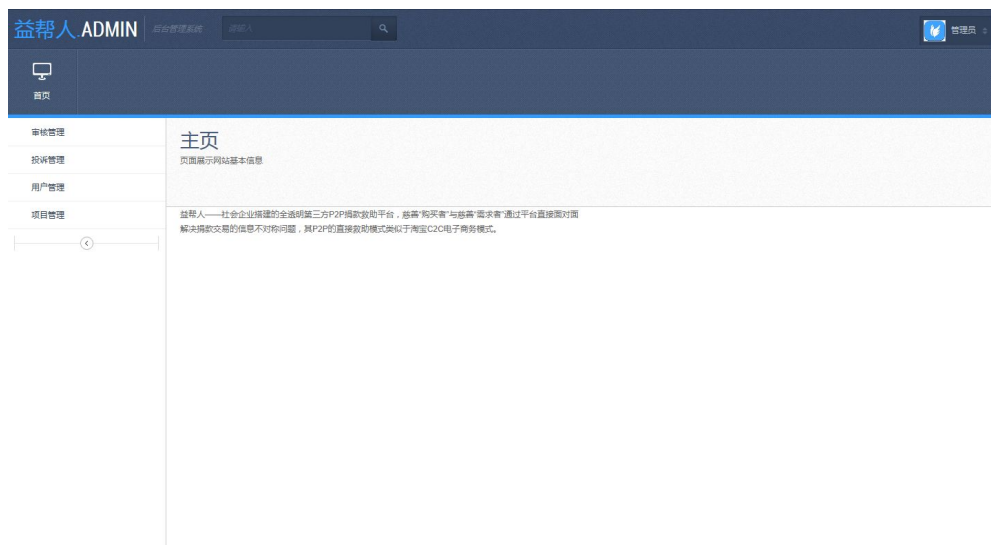 益帮人.ADMIN 后台管理系统 请输入 管理员
首页
审核管理
投诉管理
用户管理
项目管理
主页
页面展示网站基本信息
益帮人——社会企业搭建的全透明第三方P2P捐款救助平台，慈善“购买者”与慈善“需求者”通过平台直接面对面
解决捐款交易的信息不对称问题，其P2P的直接救助模式类似于淘宝C2C电子商务模式。